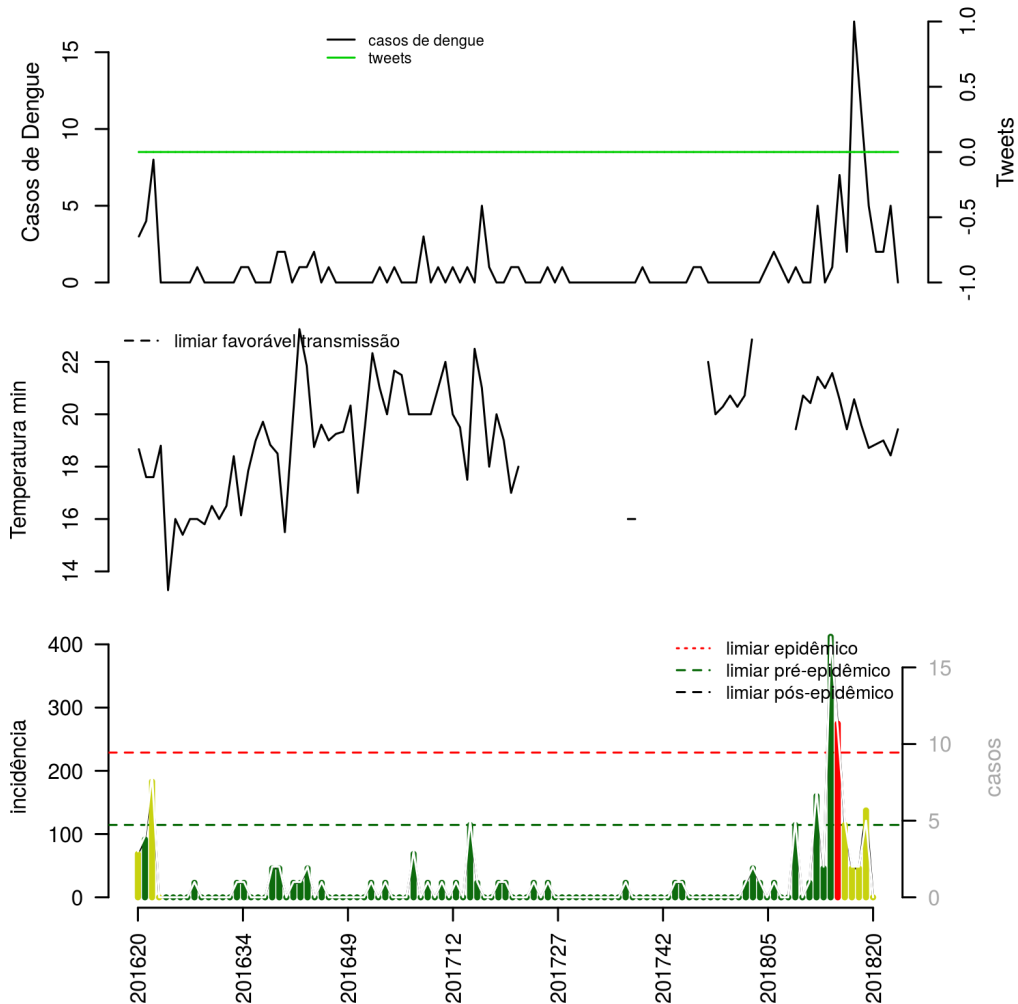 casos de dengue
tweets
Casos de Dengue
0
5
10
15
Tweets
-1.0
-0.5
0.0
0.5
1.0
limiar favorável transmissão
Temperatura min
14
16
18
20
22
limiar epidêmico
limiar pré-epidêmico
limiar pós-epidêmico
incidência
0
100
200
300
400
casos
0
5
10
15
201620
201634
201649
201712
201727
201742
201805
201820